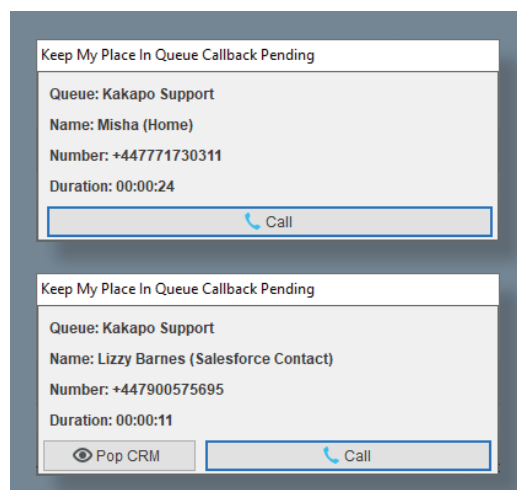 Keep My Place In Queue Callback Pending
Queue: Kakapo Support
Name: Misha (Home)
Number: +447771730311
Duration: 00:00:24
Call
Keep My Place In Queue Callback Pending
Queue: Kakapo Support
Name: Lizzy Barnes (Salesforce Contact)
Number: +447900575695
Duration: 00:00:11
Pop CRM Call